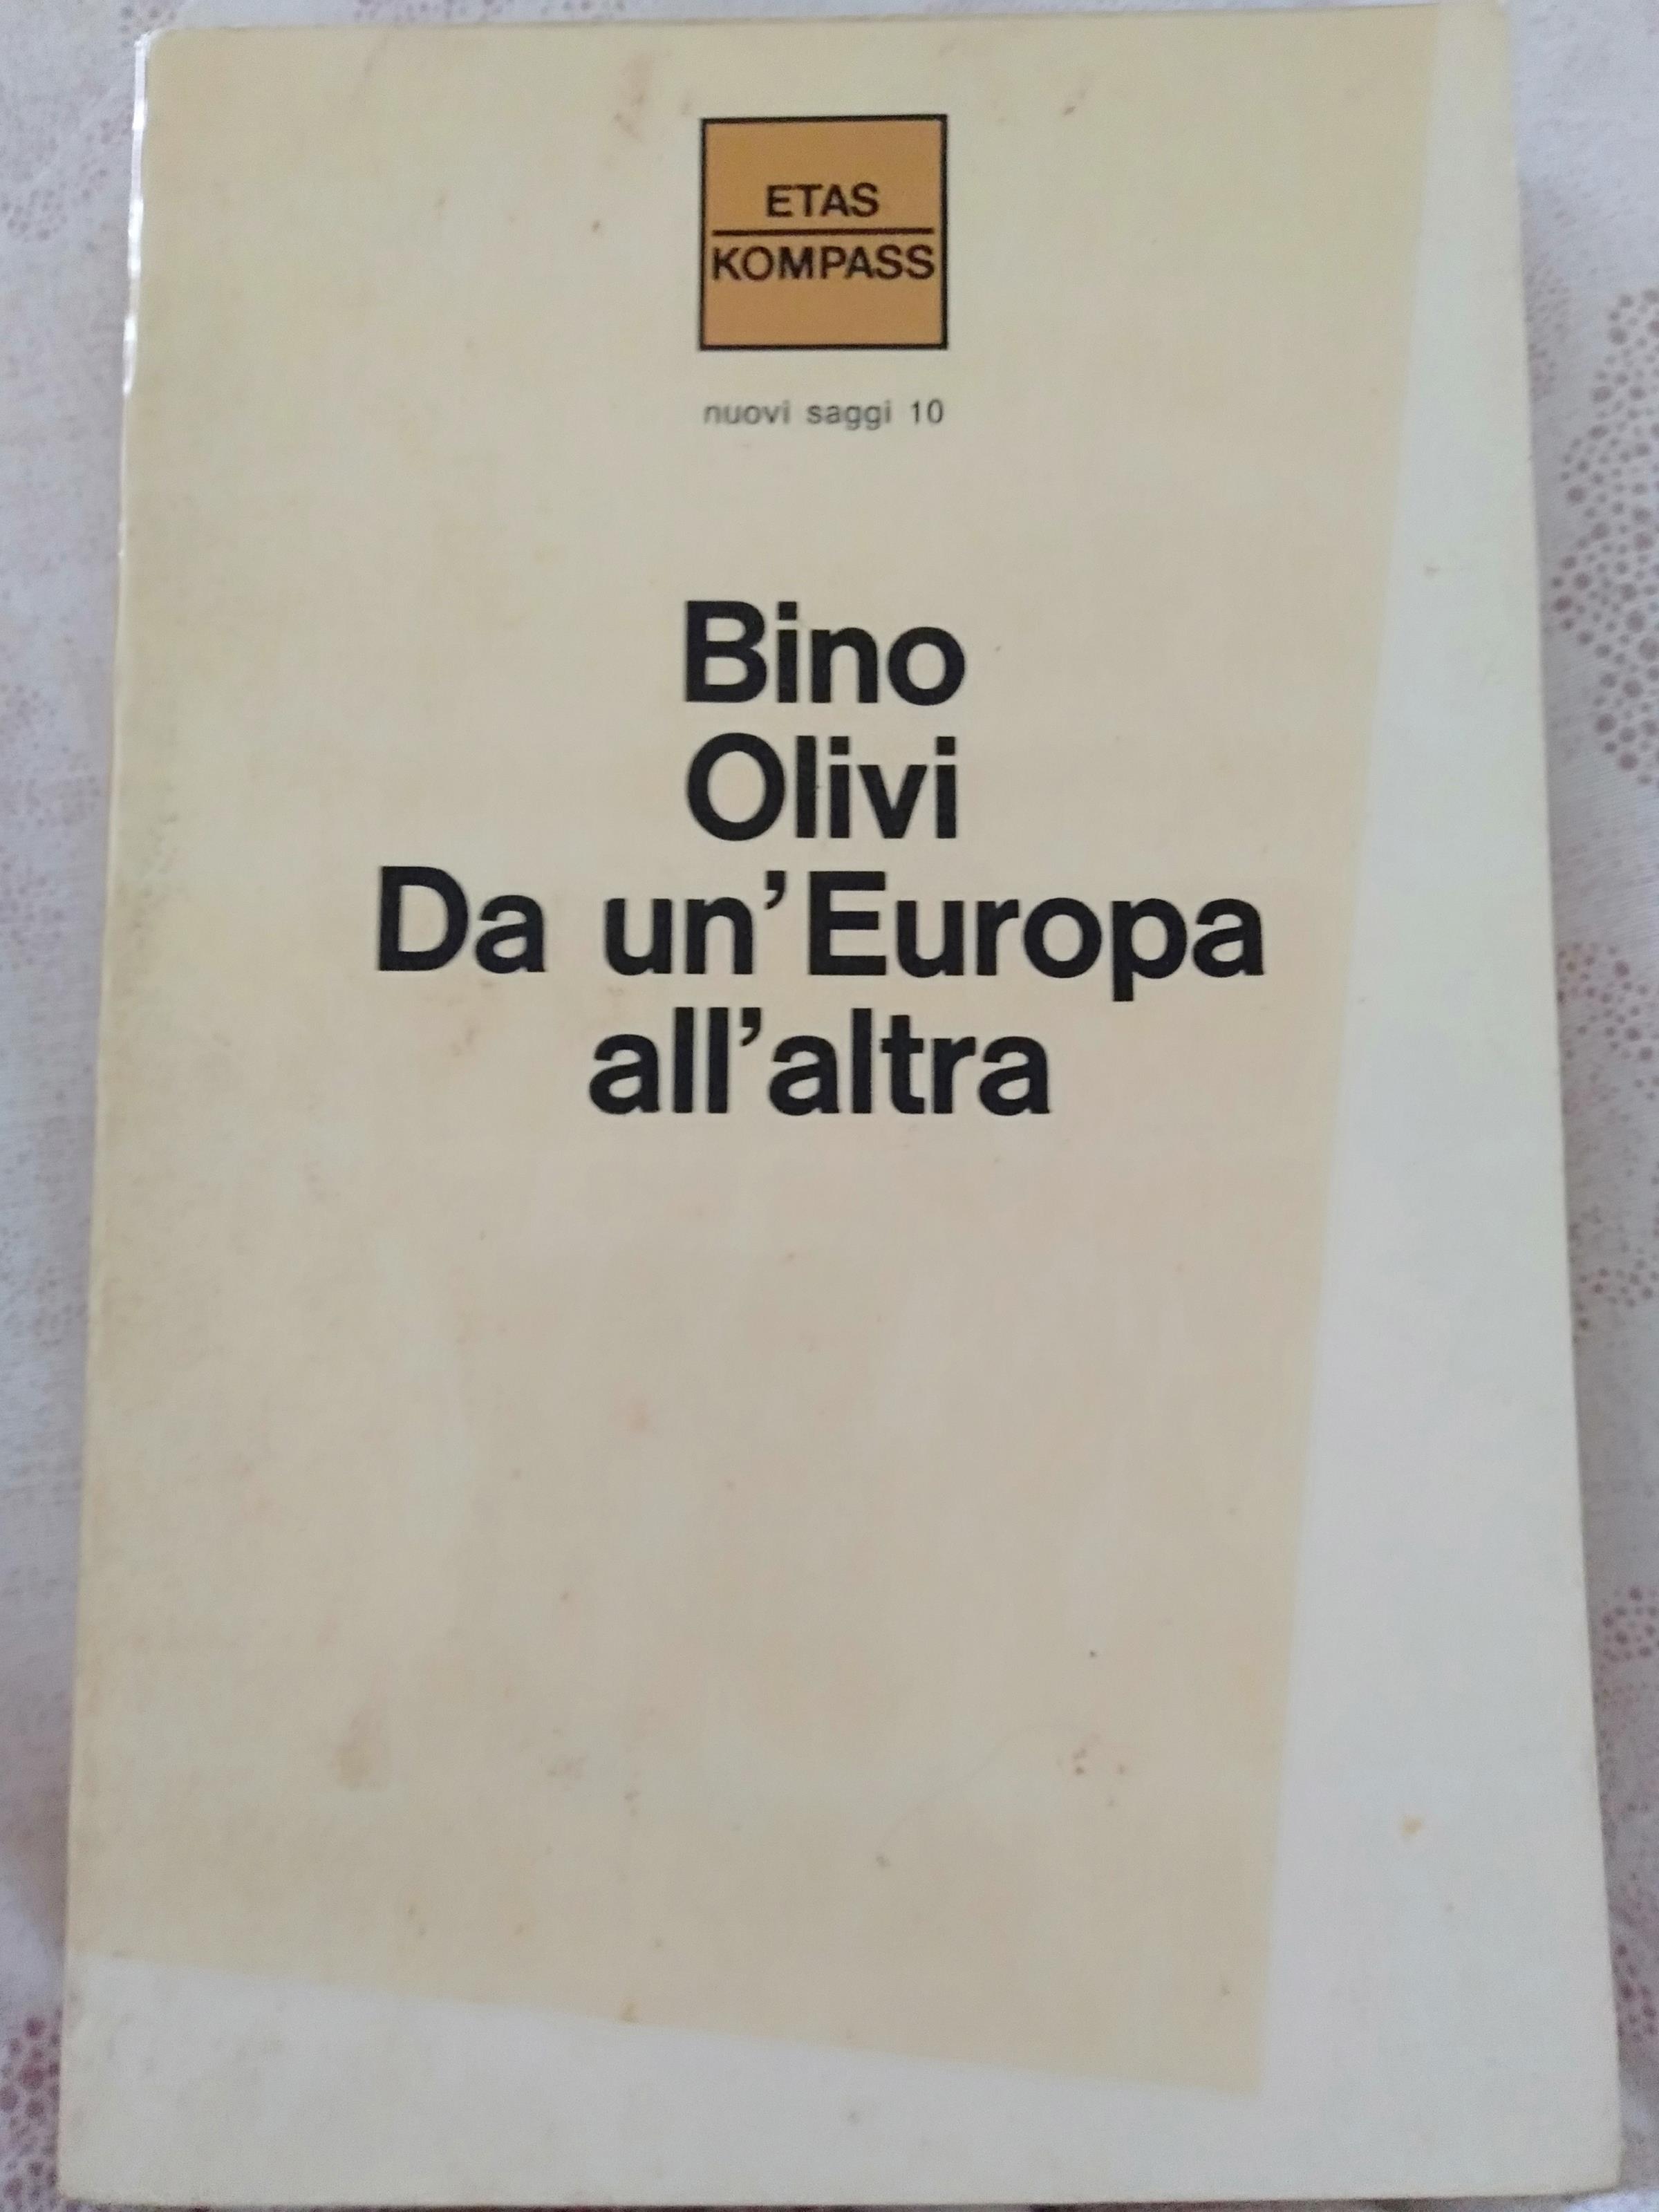 ETAS
KOMPASS
nuovi saggi 10
Bino
Olivi
Da un'Europa
all'altra